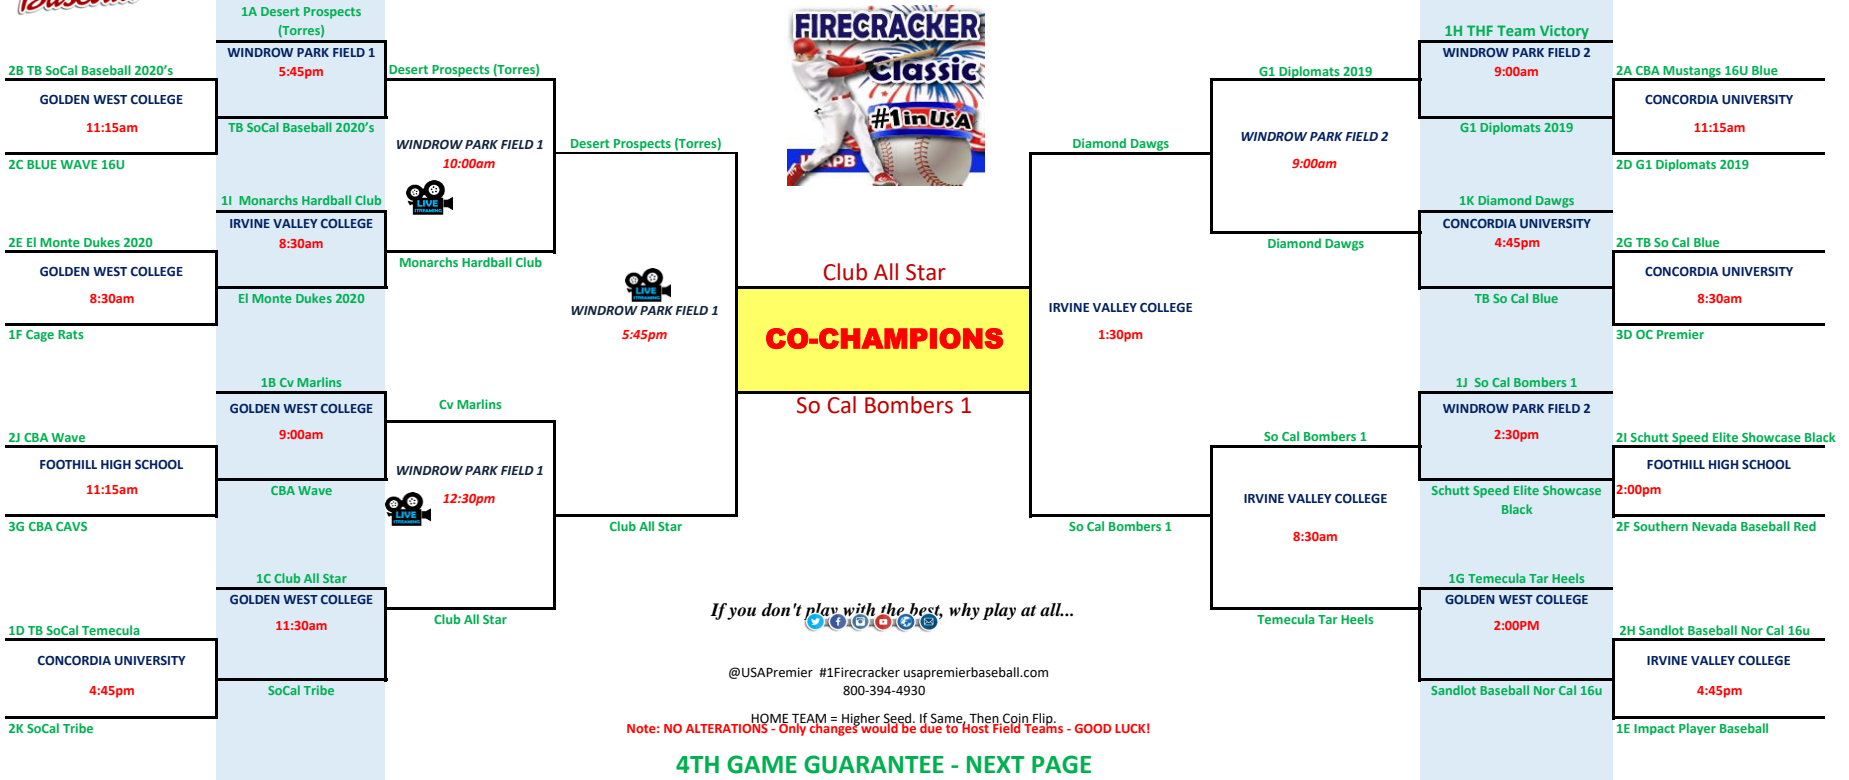 Baseball
1A Desert Prospects
(Torres)
WINDROW PARK FIELD 1
5:45pm
2B TB SoCal Baseball 2020's
GOLDEN WEST COLLEGE
11:15am
TB SoCal Baseball 2020's
2C BLUE WAVE 16U
Desert Prospects (Torres)
WINDROW PARK FIELD 1
10:00am
LIVE
STREAMING
1I Monarchs Hardball Club
IRVINE VALLEY COLLEGE
8:30am
2E El Monte Dukes 2020
GOLDEN WEST COLLEGE
8:30am
El Monte Dukes 2020
1F Cage Rats
Monarchs Hardball Club
Desert Prospects (Torres)
LIVE
STREAMING
WINDROW PARK FIELD 1
5:45pm
1B Cv Marlins
GOLDEN WEST COLLEGE
9:00am
2J CBA Wave
FOOTHILL HIGH SCHOOL
11:15am
CBA Wave
3G CBA CAVS
Cv Marlins
WINDROW PARK FIELD 1
12:30pm
LIVE
STREAMING
1C Club All Star
GOLDEN WEST COLLEGE
11:30am
1D TB SoCal Temecula
CONCORDIA UNIVERSITY
4:45pm
SoCal Tribe
2K SoCal Tribe
Club All Star
Club All Star
FIRECRACKER
Classic
#1 in USA
USAPB
Club All Star
CO-CHAMPIONS
So Cal Bombers 1
Diamond Dawgs
IRVINE VALLEY COLLEGE
1:30pm
So Cal Bombers 1
G1 Diplomats 2019
WINDROW PARK FIELD 2
9:00am
Diamond Dawgs
So Cal Bombers 1
IRVINE VALLEY COLLEGE
8:30am
Temecula Tar Heels
1H THF Team Victory
WINDROW PARK FIELD 2
9:00am
G1 Diplomats 2019
2A CBA Mustangs 16U Blue
CONCORDIA UNIVERSITY
11:15am
2D G1 Diplomats 2019
1K Diamond Dawgs
CONCORDIA UNIVERSITY
4:45pm
TB So Cal Blue
2G TB So Cal Blue
CONCORDIA UNIVERSITY
8:30am
3D OC Premier
1J So Cal Bombers 1
WINDROW PARK FIELD 2
2:30pm
Schutt Speed Elite Showcase
Black
2I Schutt Speed Elite Showcase Black
FOOTHILL HIGH SCHOOL
2:00pm
2F Southern Nevada Baseball Red
1G Temecula Tar Heels
GOLDEN WEST COLLEGE
2:00PM
Sandlot Baseball Nor Cal 16u
2H Sandlot Baseball Nor Cal 16u
IRVINE VALLEY COLLEGE
4:45pm
1E Impact Player Baseball
If you don't play with the best, why play at all...
@USAPremier #1Firecracker usapremierbaseball.com
800-394-4930
HOME TEAM = Higher Seed. If Same, Then Coin Flip.
Note: NO ALTERATIONS - Only changes would be due to Host Field Teams - GOOD LUCK!
4TH GAME GUARANTEE - NEXT PAGE